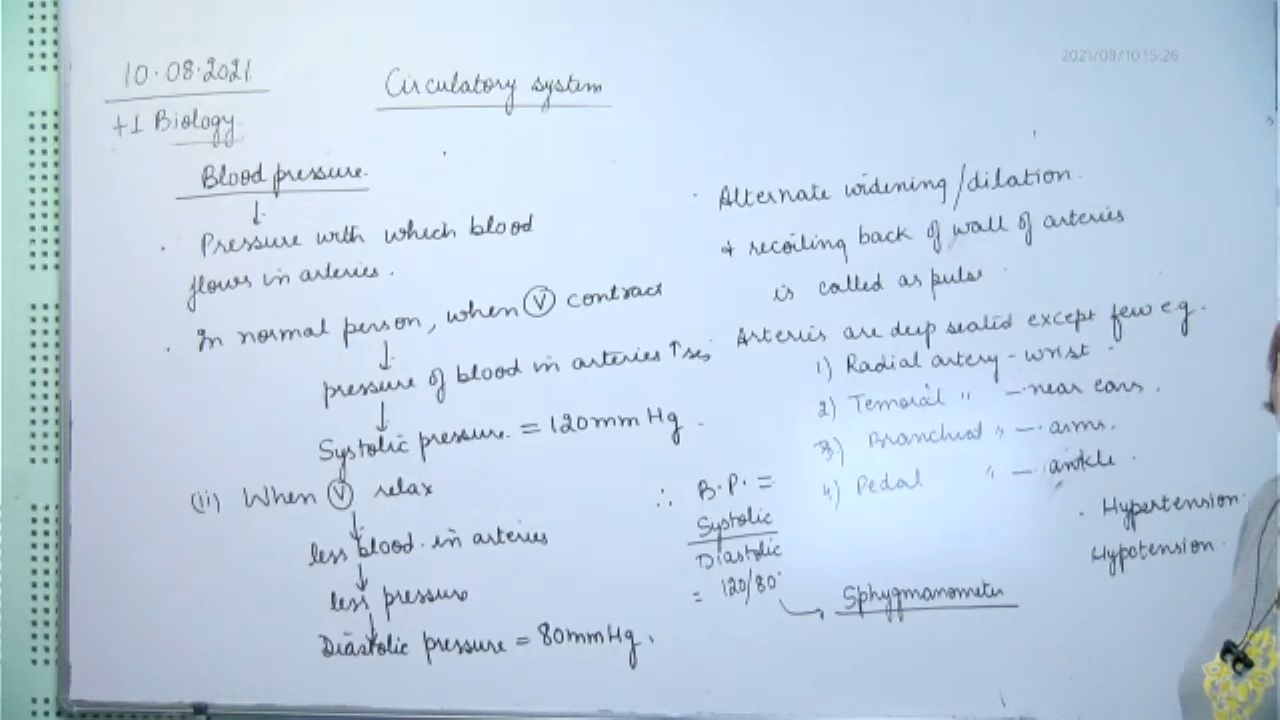 2021/08/10 15:26
10.08.2021
Circulatory system
+1 Biology
Blood pressure.
↓
. Pressure with which blood
flows in arteries.
. In normal person, when Ⓥ contract
↓
pressure of blood in arteries ↑ses
↓
Systolic pressure = 120mmHg.
(ii) When Ⓥ relax
↓
less blood in arteries
↓
less pressure
↓
Diastolic pressure = 80mmHg.
. Alternate widening/dilation.
& recoiling back of wall of arteries
is called as pulse
Arteries are deep seated except few e.g.
1) Radial artery - wrist
2) Temoral " - near ears.
3) Branchial " - arms.
4) Pedal " - ankle.
∴ B.P. =
Systolic
Diastolic
= 120/80
→ Sphygmanometer
. Hypertension.
Hypotension.